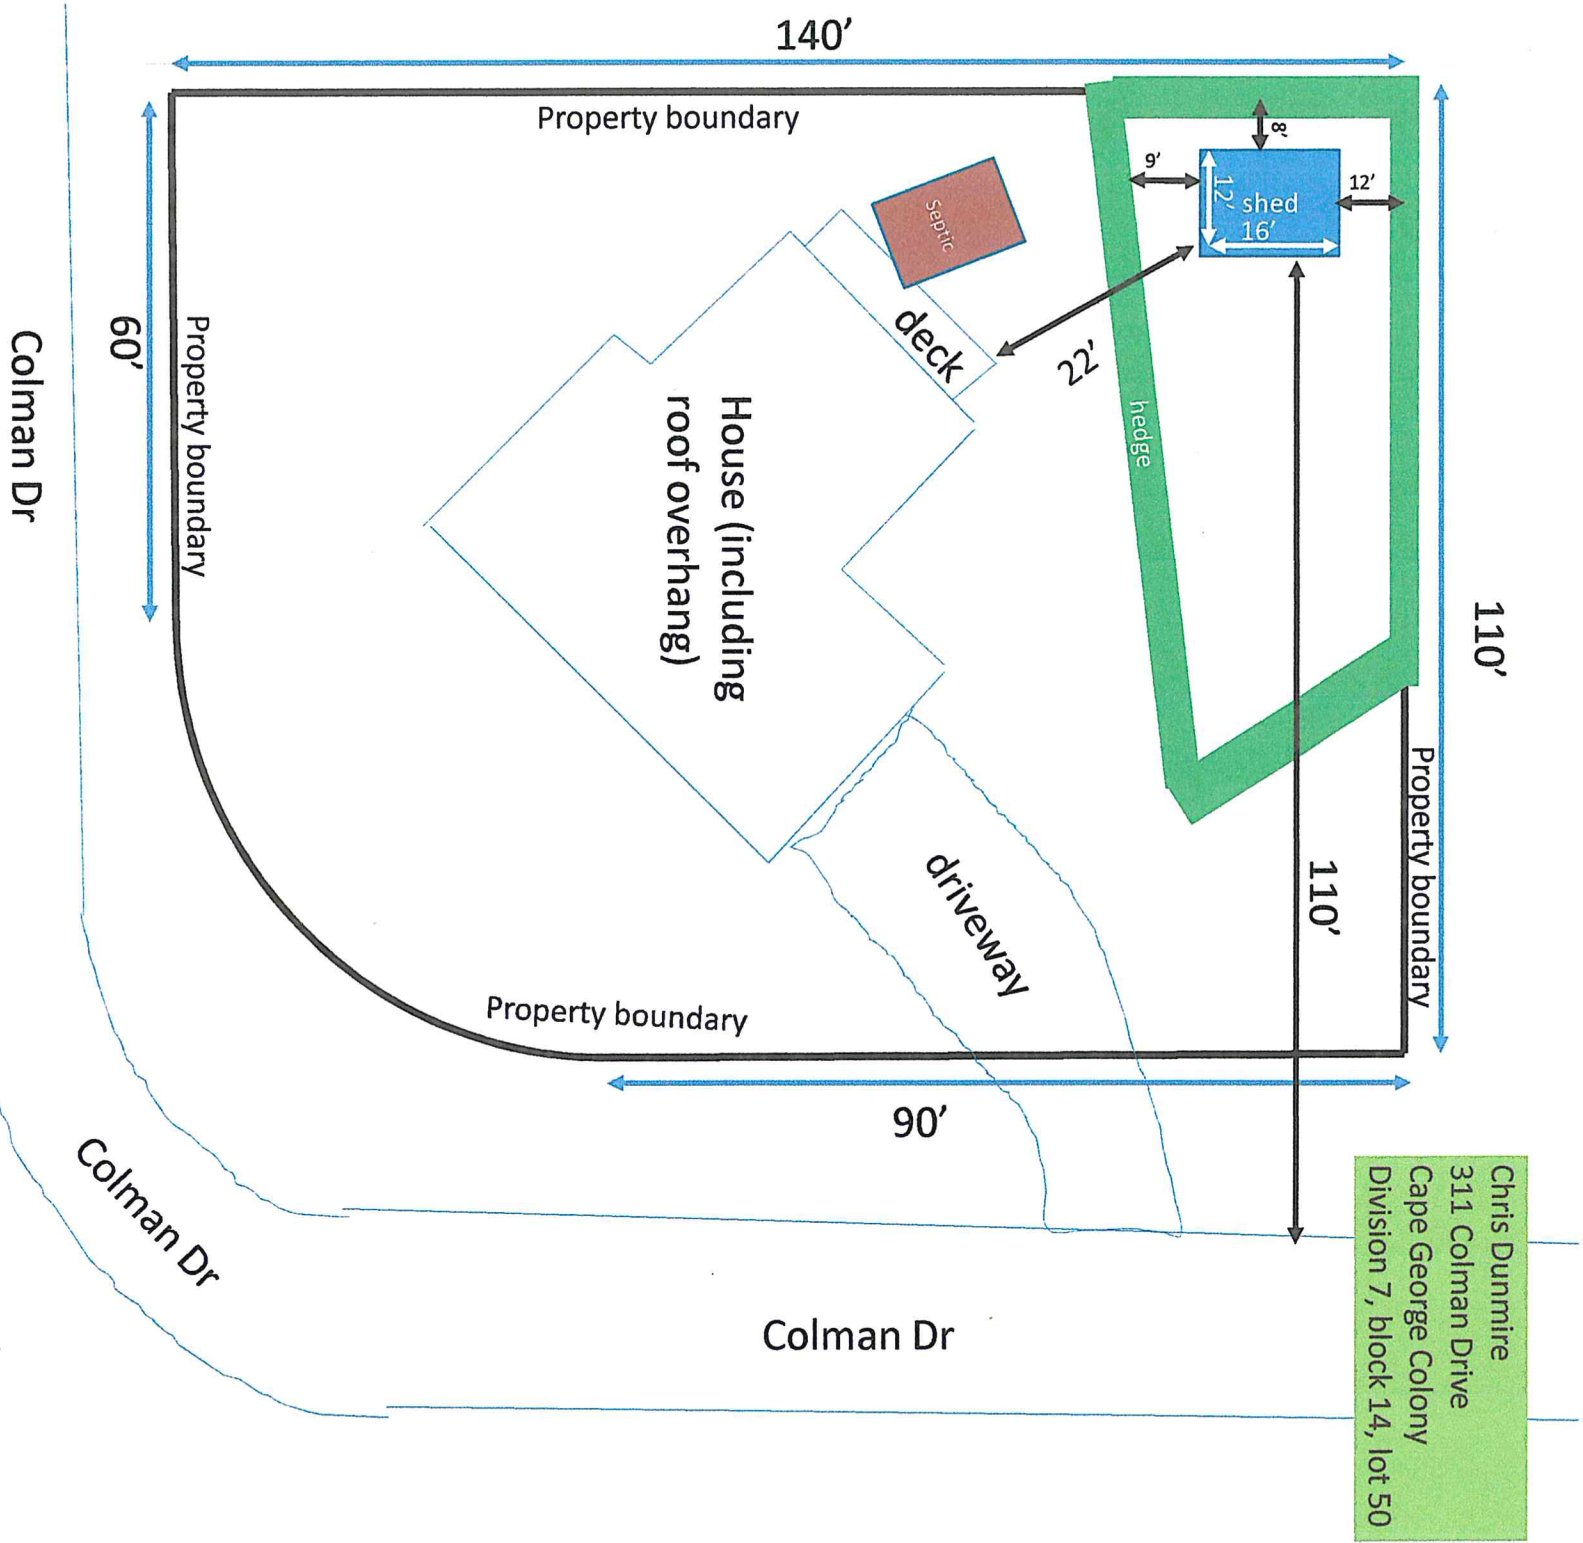 140’
Property boundary
8’
9’
12’
12’
shed
16’
Septic
deck
22’
hedge
60’
Property boundary
Colman Dr
House (including
roof overhang)
110’
Property boundary
110’
driveway
Property boundary
90’
Colman Dr
Colman Dr
Chris Dunmire
311 Colman Drive
Cape George Colony
Division 7, block 14, lot 50